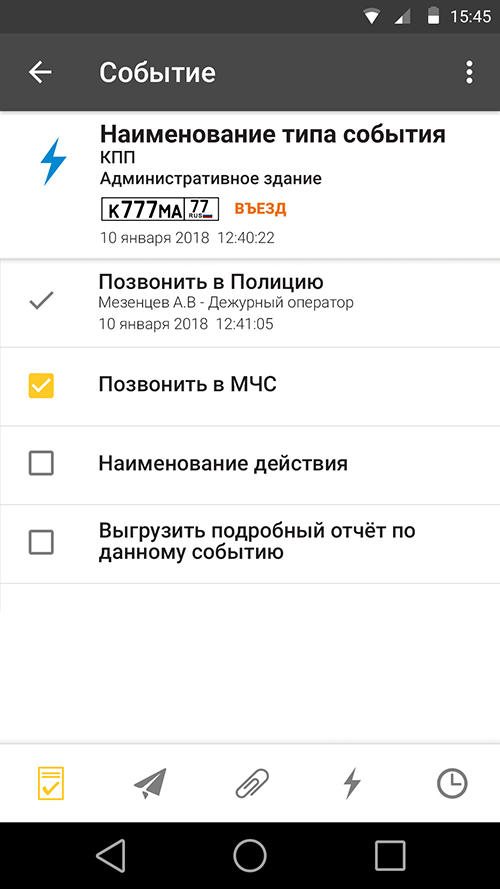 15:45
Событие
Наименование типа события
КПП
Административное здание
К777МА 77 RUS ВЪЕЗД
10 января 2018 12:40:22
Позвонить в Полицию
Мезенцев А.В - Дежурный оператор
10 января 2018 12:41:05
Позвонить в МЧС
Наименование действия
Выгрузить подробный отчёт по
данному событию